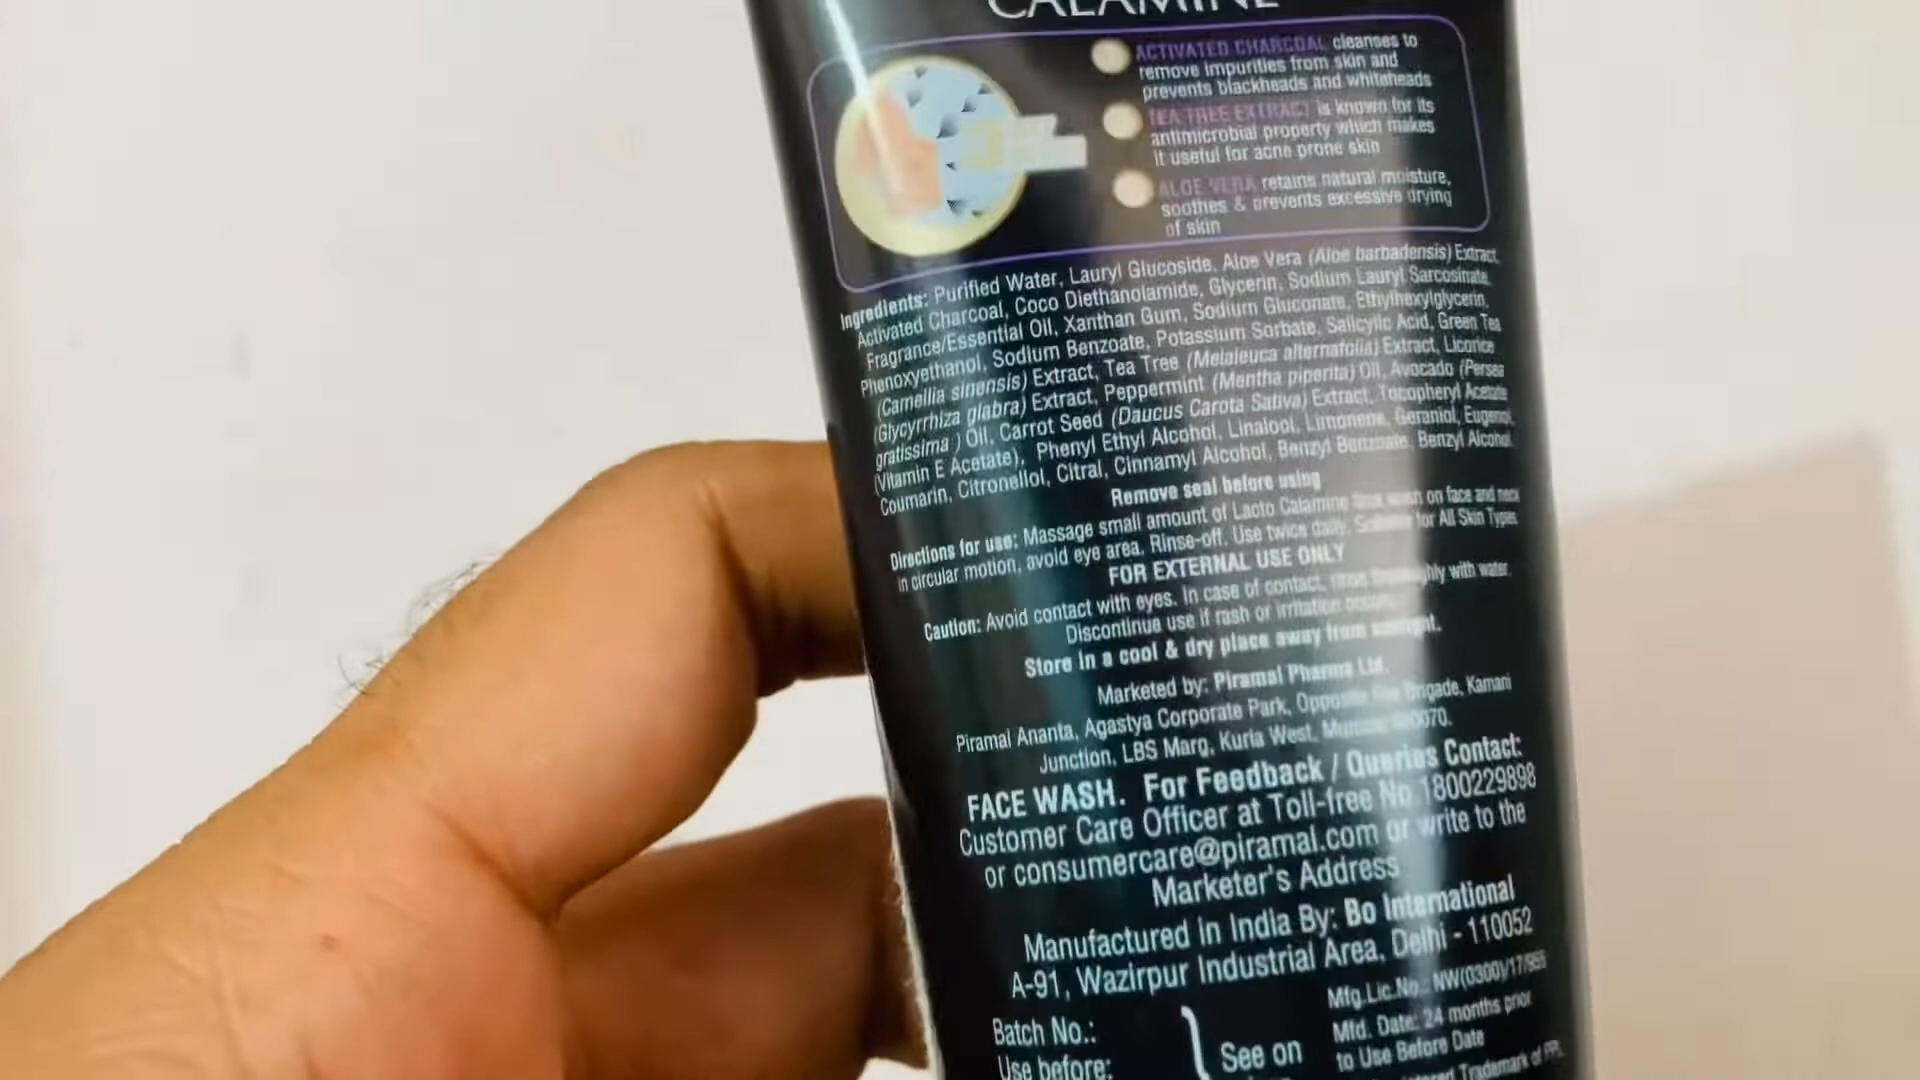 CALAMINE
ACTIVATED CHARCOAL cleanses to
remove impurities from skin and
prevents blackheads and whiteheads
TEA TREE EXTRACT is known for its
antimicrobial property which makes
it useful for acne prone skin
ALOE VERA retains natural moisture,
soothes & prevents excessive drying
of skin
Ingredients: Purified Water, Lauryl Glucoside, Aloe Vera (Aloe barbadensis) Extract,
Activated Charcoal, Coco Diethanolamide, Glycerin, Sodium Lauryl Sarcosinate,
Fragrance/Essential Oil, Xanthan Gum, Sodium Gluconate, Ethylhexylglycerin,
Phenoxyethanol, Sodium Benzoate, Potassium Sorbate, Salicylic Acid, Green Tea
(Camellia sinensis) Extract, Tea Tree (Melaleuca alternafolia) Extract, Licorice
(Glycyrrhiza glabra) Extract, Peppermint (Mentha piperita) Oil, Avocado (Persea
gratissima ) Oil, Carrot Seed (Daucus Carota Sativa) Extract, Tocopheryl Acetate
(Vitamin E Acetate), Phenyl Ethyl Alcohol, Linalool, Limonene, Geraniol, Eugenol,
Coumarin, Citronellol, Citral, Cinnamyl Alcohol, Benzyl Benzoate, Benzyl Alcohol.
Remove seal before using
Directions for use: Massage small amount of Lacto Calamine face wash on face and neck
in circular motion, avoid eye area. Rinse-off. Use twice daily. Suitable for All Skin Types.
FOR EXTERNAL USE ONLY
Caution: Avoid contact with eyes. In case of contact, rinse thoroughly with water.
Discontinue use if rash or irritation occurs.
Store in a cool & dry place away from sunlight.
Marketed by: Piramal Pharma Ltd.
Piramal Ananta, Agastya Corporate Park, Opposite Fire Brigade, Kamani
Junction, LBS Marg, Kurla West, Mumbai 400070.
FACE WASH. For Feedback / Queries Contact:
Customer Care Officer at Toll-free No 1800229898
or consumercare@piramal.com or write to the
Marketer's Address
Manufactured in India By: Bo International
A-91, Wazirpur Industrial Area, Delhi - 110052
Mfg.Lic.No.: NW(0300)/17/
Batch No.:
Mfd. Date: 24 months prior
to Use Before Date
Use before:
See on
Trademark of PPL